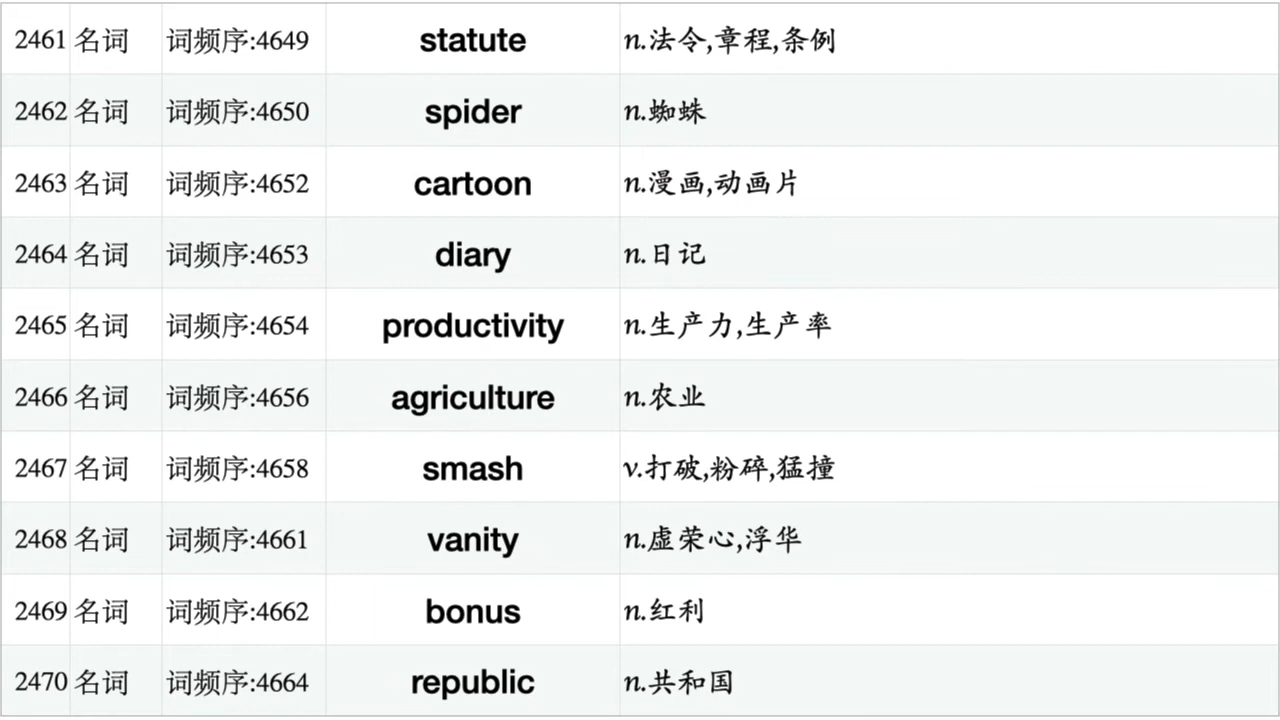 2461 名词 词频序:4649 statute n.法令,章程,条例
2462 名词 词频序:4650 spider n.蜘蛛
2463 名词 词频序:4652 cartoon n.漫画,动画片
2464 名词 词频序:4653 diary n.日记
2465 名词 词频序:4654 productivity n.生产力,生产率
2466 名词 词频序:4656 agriculture n.农业
2467 名词 词频序:4658 smash v.打破,粉碎,猛撞
2468 名词 词频序:4661 vanity n.虚荣心,浮华
2469 名词 词频序:4662 bonus n.红利
2470 名词 词频序:4664 republic n.共和国